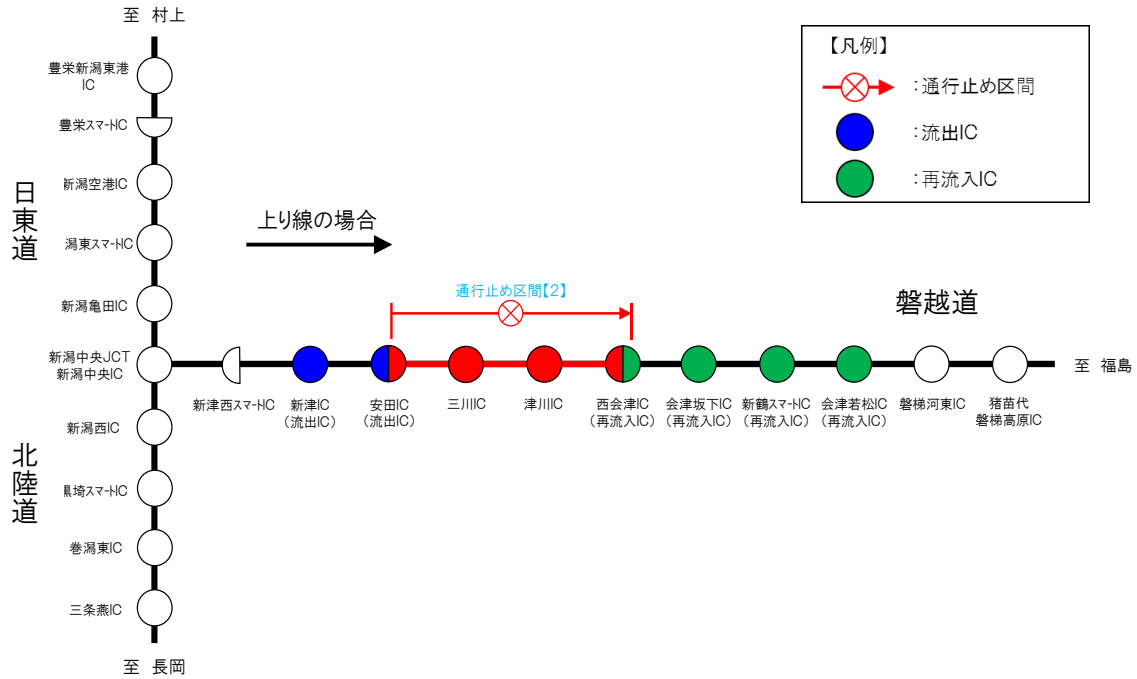 至 村上
【凡例】
：通行止め区間
：流出IC
：再流入IC
豊栄新潟東港
IC
豊栄スマートIC
新潟空港IC
潟東スマートIC
新潟亀田IC
新潟中央JCT
新潟中央IC
新潟西IC
黒埼スマートIC
巻潟東IC
三条燕IC
至 長岡
日東道
北陸道
上り線の場合
通行止め区間【2】
磐越道
至 福島
新津西スマートIC
新津IC
（流出IC）
安田IC
（流出IC）
三川IC
津川IC
西会津IC
（再流入IC）
会津坂下IC
（再流入IC）
新鶴スマートIC
（再流入IC）
会津若松IC
（再流入IC）
磐梯河東IC
猪苗代
磐梯高原IC